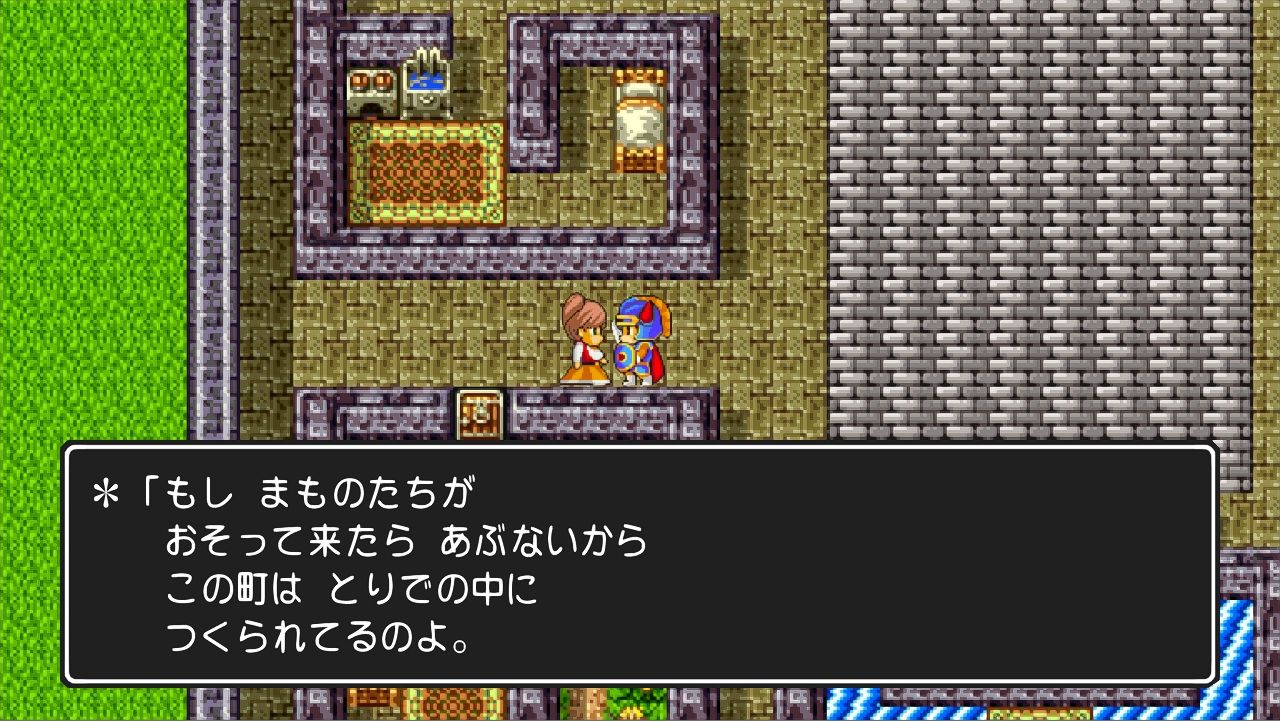 ＊「もし まものたちが
おそって来たら あぶないから
この町は とりでの中に
つくられてるのよ。